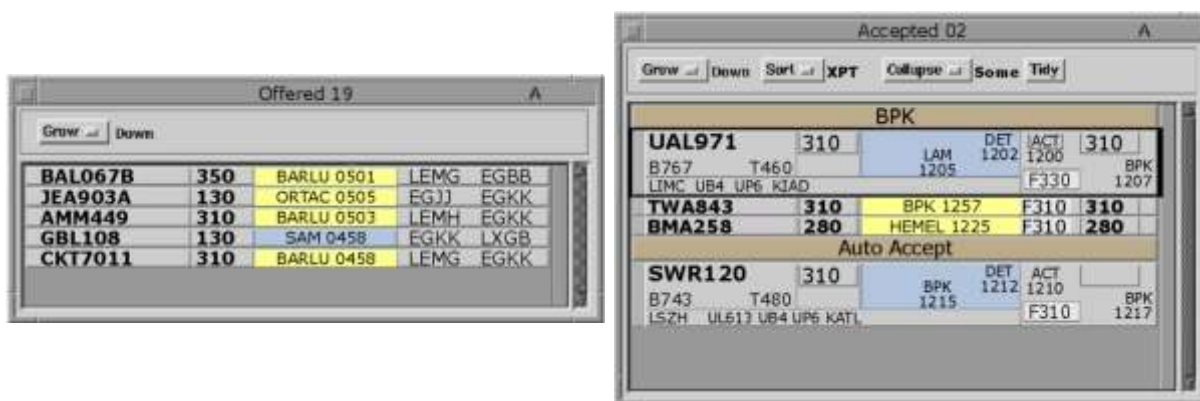 Offered 19 A
Grow Down
BAL067B 350 BARLU 0501 LEMG EGBB
JEA903A 130 ORTAC 0505 EGJJ EGKK
AMM449 310 BARLU 0503 LEMH EGKK
GBL108 130 SAM 0458 EGKK LXGB
CKT7011 310 BARLU 0458 LEMG EGKK
Accepted 02 A
Grow Down Sort XPT Collapse Some Tidy
BPK
UAL971 310 DET ACT 310
LAM 1202 1200
B767 T460 1205 BPK
F330 1207
LIMC UB4 UP6 KIAD
TWA843 310 BPK 1257 F310 310
BMA258 280 HEMEL 1225 F310 280
Auto Accept
SWR120 310 DET ACT
BPK 1212 1210
B743 T480 1215 BPK
F310 1217
LSZH UL613 UB4 UP6 KATL